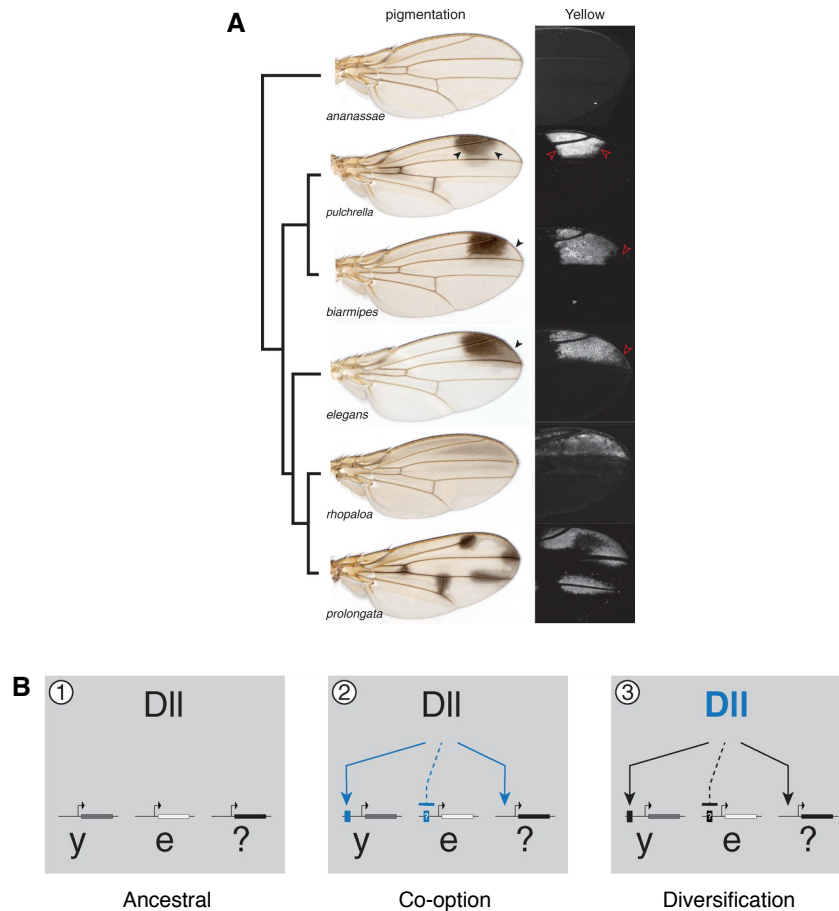 A
pigmentation
Yellow
ananassae
pulchrella
biarmipes
elegans
rhopaloa
prolongata
B
1
Dll
y
e
?
Ancestral
2
Dll
?
y
e
?
Co-option
3
Dll
?
y
e
?
Diversification